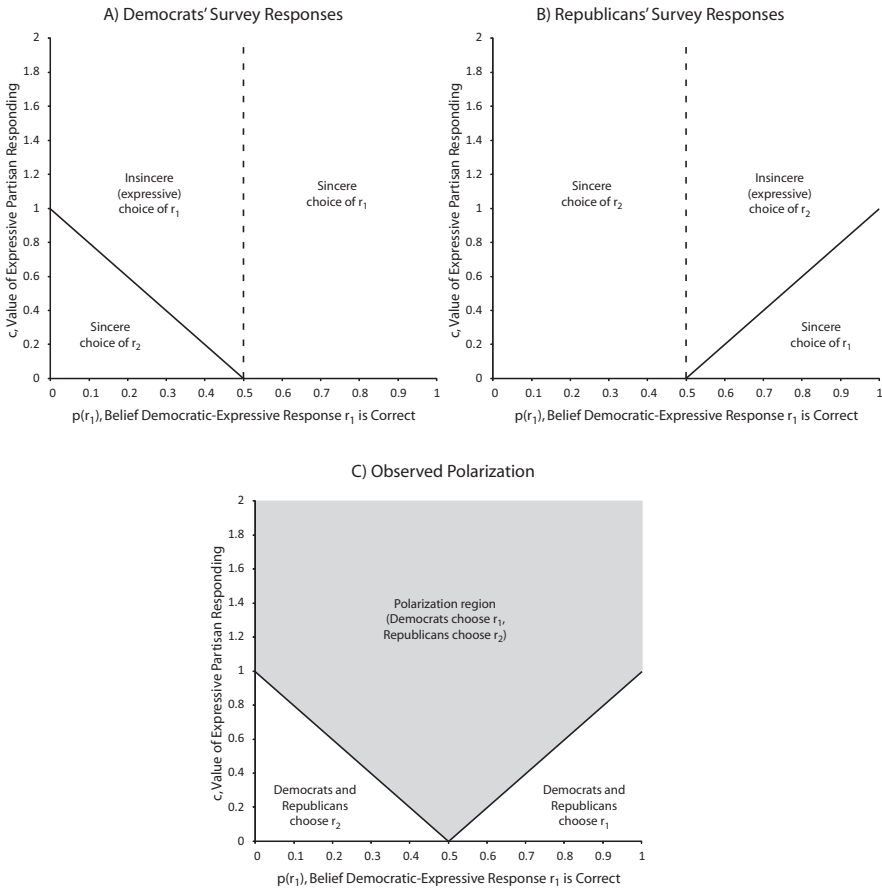 A) Democrats' Survey Responses
c, Value of Expressive Partisan Responding
2
1.8
1.6
1.4
1.2
1
0.8
0.6
0.4
0.2
0
Insincere
(expressive)
choice of r₁
Sincere
choice of r₁
Sincere
choice of r₂
0 0.1 0.2 0.3 0.4 0.5 0.6 0.7 0.8 0.9 1
p(r₁), Belief Democratic-Expressive Response r₁ is Correct
B) Republicans' Survey Responses
c, Value of Expressive Partisan Responding
2
1.8
1.6
1.4
1.2
1
0.8
0.6
0.4
0.2
0
Sincere
choice of r₂
Insincere
(expressive)
choice of r₂
Sincere
choice of r₁
0 0.1 0.2 0.3 0.4 0.5 0.6 0.7 0.8 0.9 1
p(r₁), Belief Democratic-Expressive Response r₁ is Correct
C) Observed Polarization
c, Value of Expressive Partisan Responding
2
1.8
1.6
1.4
1.2
1
0.8
0.6
0.4
0.2
0
Polarization region
(Democrats choose r₁,
Republicans choose r₂)
Democrats and
Republicans
choose r₂
Democrats and
Republicans
choose r₁
0 0.1 0.2 0.3 0.4 0.5 0.6 0.7 0.8 0.9 1
p(r₁), Belief Democratic-Expressive Response r₁ is Correct